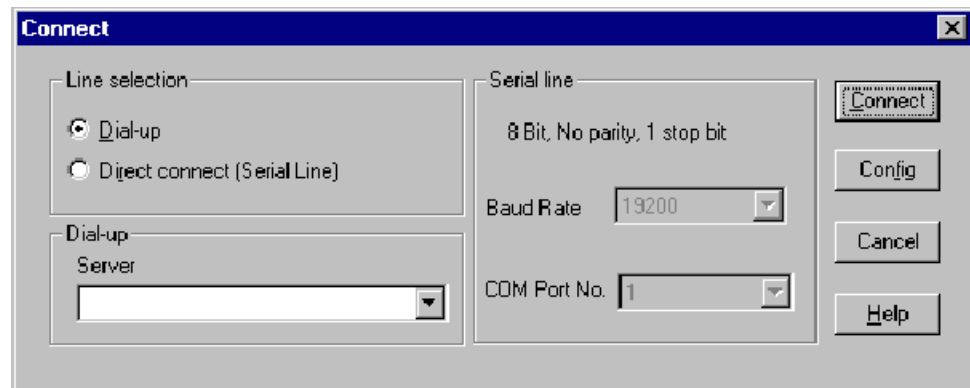 Connect
Line selection
Dial-up
Direct connect (Serial Line)
Dial-up
Server
Serial line
8 Bit, No parity, 1 stop bit
Baud Rate 19200
COM Port No. 1
Connect
Config
Cancel
Help